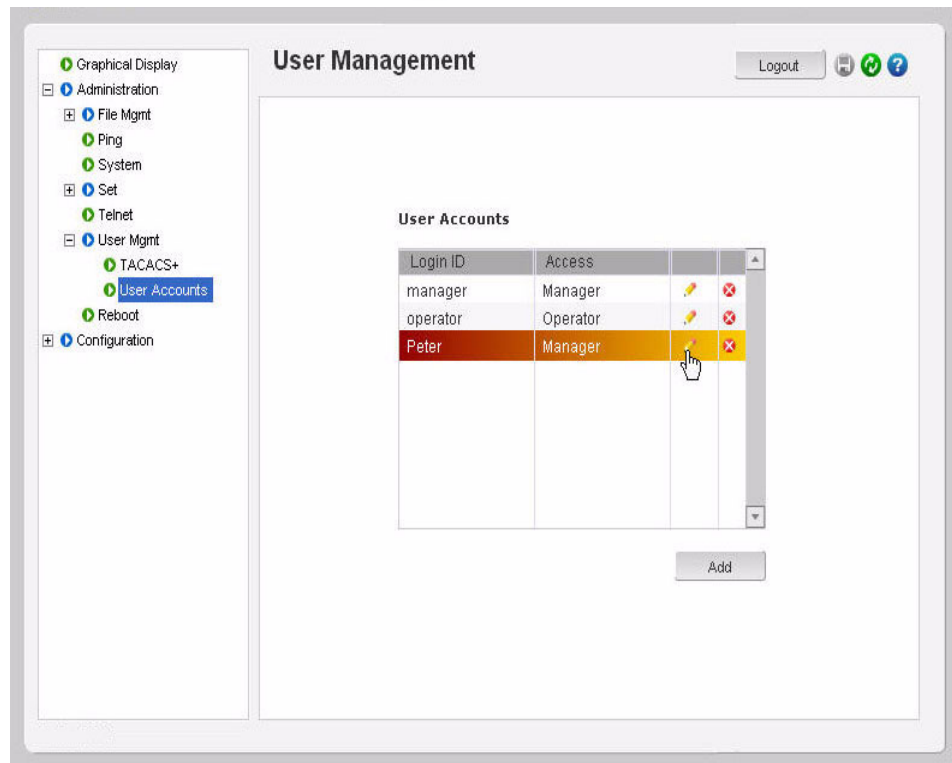 Graphical Display
Administration
File Mgmt
Ping
System
Set
Telnet
User Mgmt
TACACS+
User Accounts
Reboot
Configuration
User Management
Logout
User Accounts
Login ID Access
manager Manager
operator Operator
Peter Manager
Add